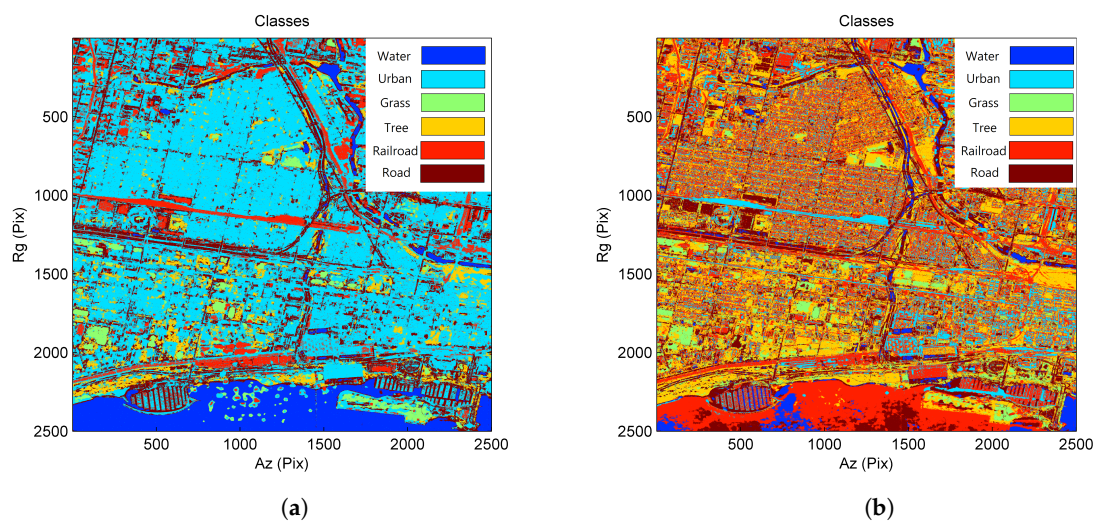 Classes
Water
Urban
Grass
Tree
Railroad
Road
500
1000
1500
2000
2500
Rg (Pix)
500
1000
1500
2000
2500
Az (Pix)
(a)
Classes
Water
Urban
Grass
Tree
Railroad
Road
500
1000
1500
2000
2500
Rg (Pix)
500
1000
1500
2000
2500
Az (Pix)
(b)